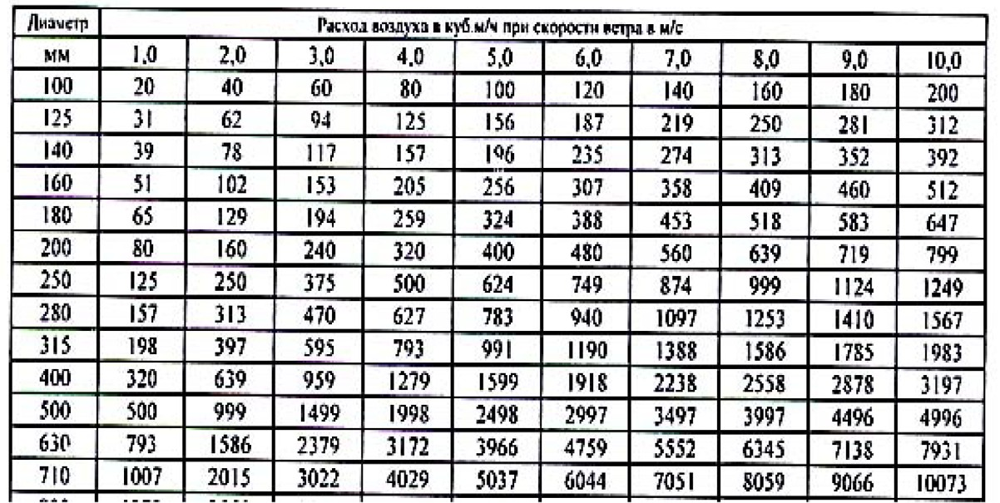 Диаметр Расход воздуха в куб.м/ч при скорости ветра в м/с
мм 1,0 2,0 3,0 4,0 5,0 6,0 7,0 8,0 9,0 10,0
100 20 40 60 80 100 120 140 160 180 200
125 31 62 94 125 156 187 219 250 281 312
140 39 78 117 157 196 235 274 313 352 392
160 51 102 153 205 256 307 358 409 460 512
180 65 129 194 259 324 388 453 518 583 647
200 80 160 240 320 400 480 560 639 719 799
250 125 250 375 500 624 749 874 999 1124 1249
280 157 313 470 627 783 940 1097 1253 1410 1567
315 198 397 595 793 991 1190 1388 1586 1785 1983
400 320 639 959 1279 1599 1918 2238 2558 2878 3197
500 500 999 1499 1998 2498 2997 3497 3997 4496 4996
630 793 1586 2379 3172 3966 4759 5552 6345 7138 7931
710 1007 2015 3022 4029 5037 6044 7051 8059 9066 10073